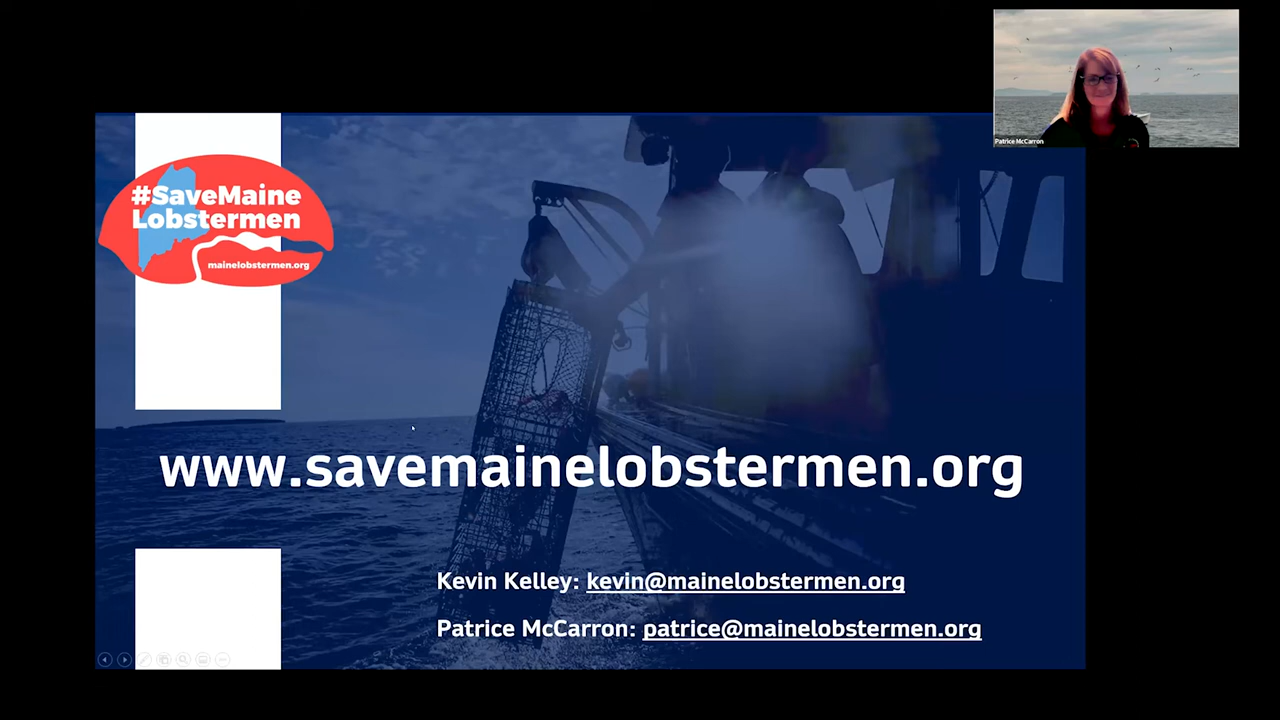 Patrice McCarron
#SaveMaine
Lobstermen
mainelobstermen.org
www.savemainelobstermen.org
Kevin Kelley: kevin@mainelobstermen.org
Patrice McCarron: patrice@mainelobstermen.org